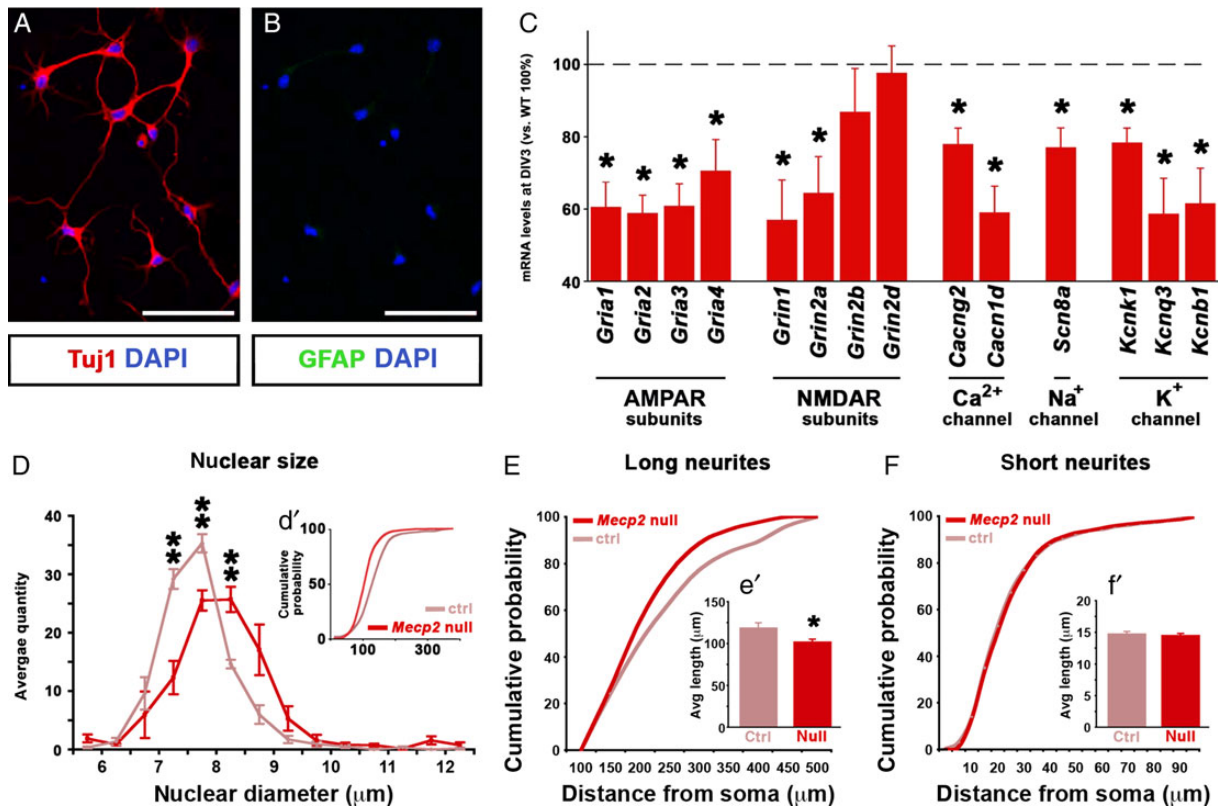 A
B
Tuj1 DAPI
GFAP DAPI
C
mRNA levels at DIV3 (vs. WT 100%)
100
80
60
40
* * * * * * * * * * * *
Gria1 Gria2 Gria3 Gria4 Grin1 Grin2a Grin2b Grin2d Cacng2 Cacn1d Scn8a Kcnk1 Kcnq3 Kcnb1
AMPAR NMDAR Ca2+ Na+ K+
subunits subunits channel channel channel
D
Nuclear size
Avergae quantity
40
30
20
10
0
** ** **
6 7 8 9 10 11 12
Nuclear diameter (μm)
d′
Cumulative
probability
100
50
0
ctrl
Mecp2 null
100 300
E
Long neurites
Cumulative probability
100
80
60
40
20
0
Mecp2 null
ctrl
e′
Avg length (μm)
150
100
50
0
*
Ctrl Null
100 150 200 250 300 350 400 450 500
Distance from soma (μm)
F
Short neurites
Cumulative probability
100
80
60
40
20
0
Mecp2 null
ctrl
f′
Avg length (μm)
20
15
10
5
0
Ctrl Null
10 20 30 40 50 60 70 80 90
Distance from soma (μm)